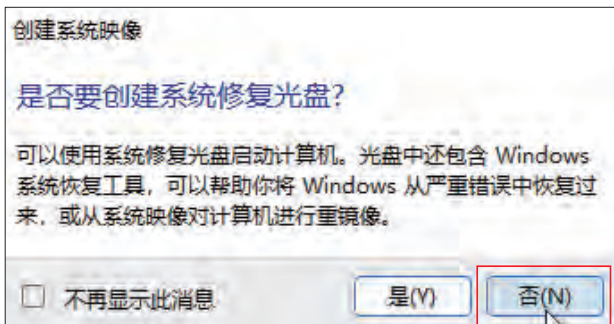 创建系统映像
是否要创建系统修复光盘?
可以使用系统修复光盘启动计算机。光盘中还包含 Windows
系统恢复工具，可以帮助你将 Windows 从严重错误中恢复过
来，或从系统映像对计算机进行重镜像。
不再显示此消息 是(Y) 否(N)